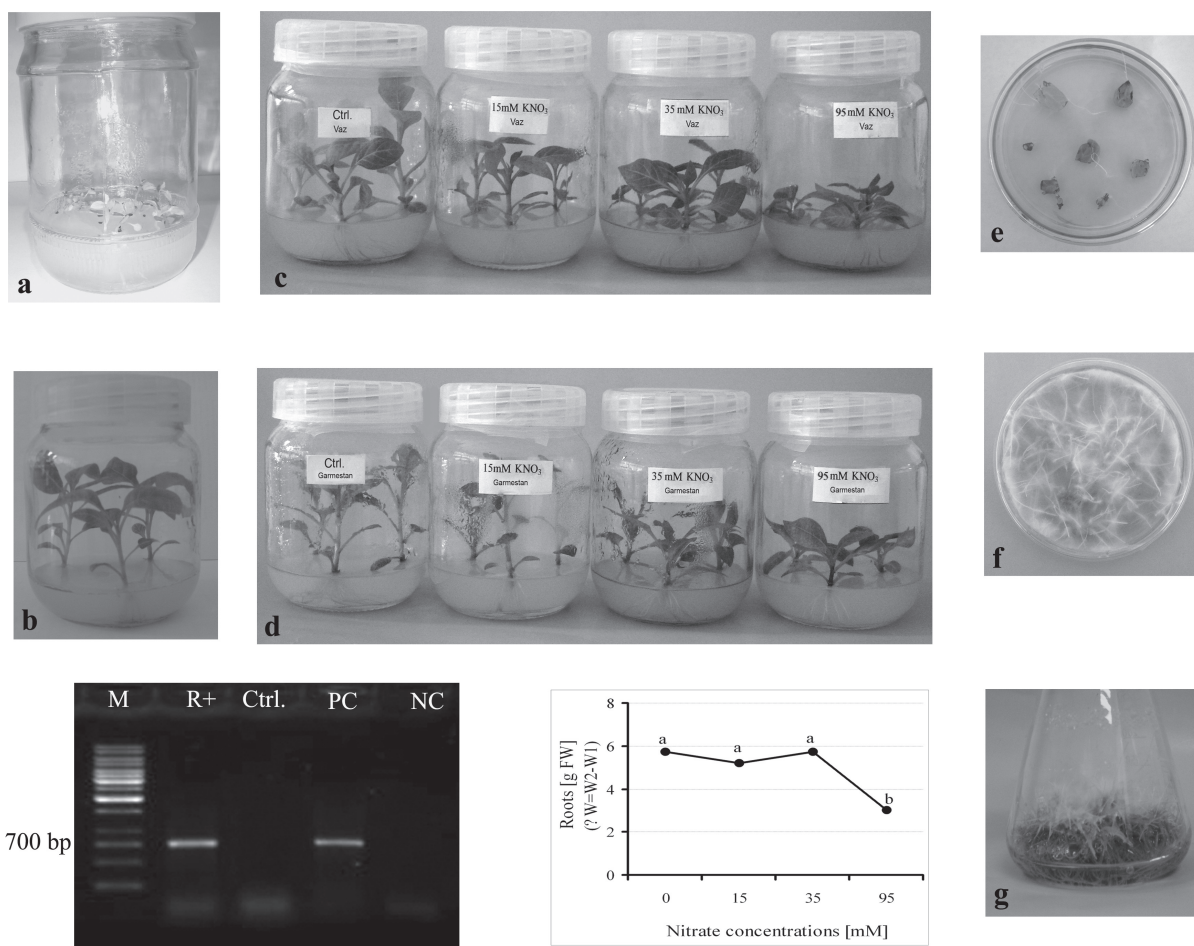 a
Ctrl.
Vaz
15mM KNO₃
Vaz
35 mM KNO₃
Vaz
95 mM KNO₃
Vaz
c
e
b
Ctrl.
Garmestan
15mM KNO₃
Garmestan
35 mM KNO₃
Garmestan
95 mM KNO₃
Garmestan
d
f
M R+ Ctrl. PC NC
700 bp
Roots [g FW]
(? W=W2-W1)
8
6
4
2
0
a a a b
0 15 35 95
Nitrate concentrations [mM]
g